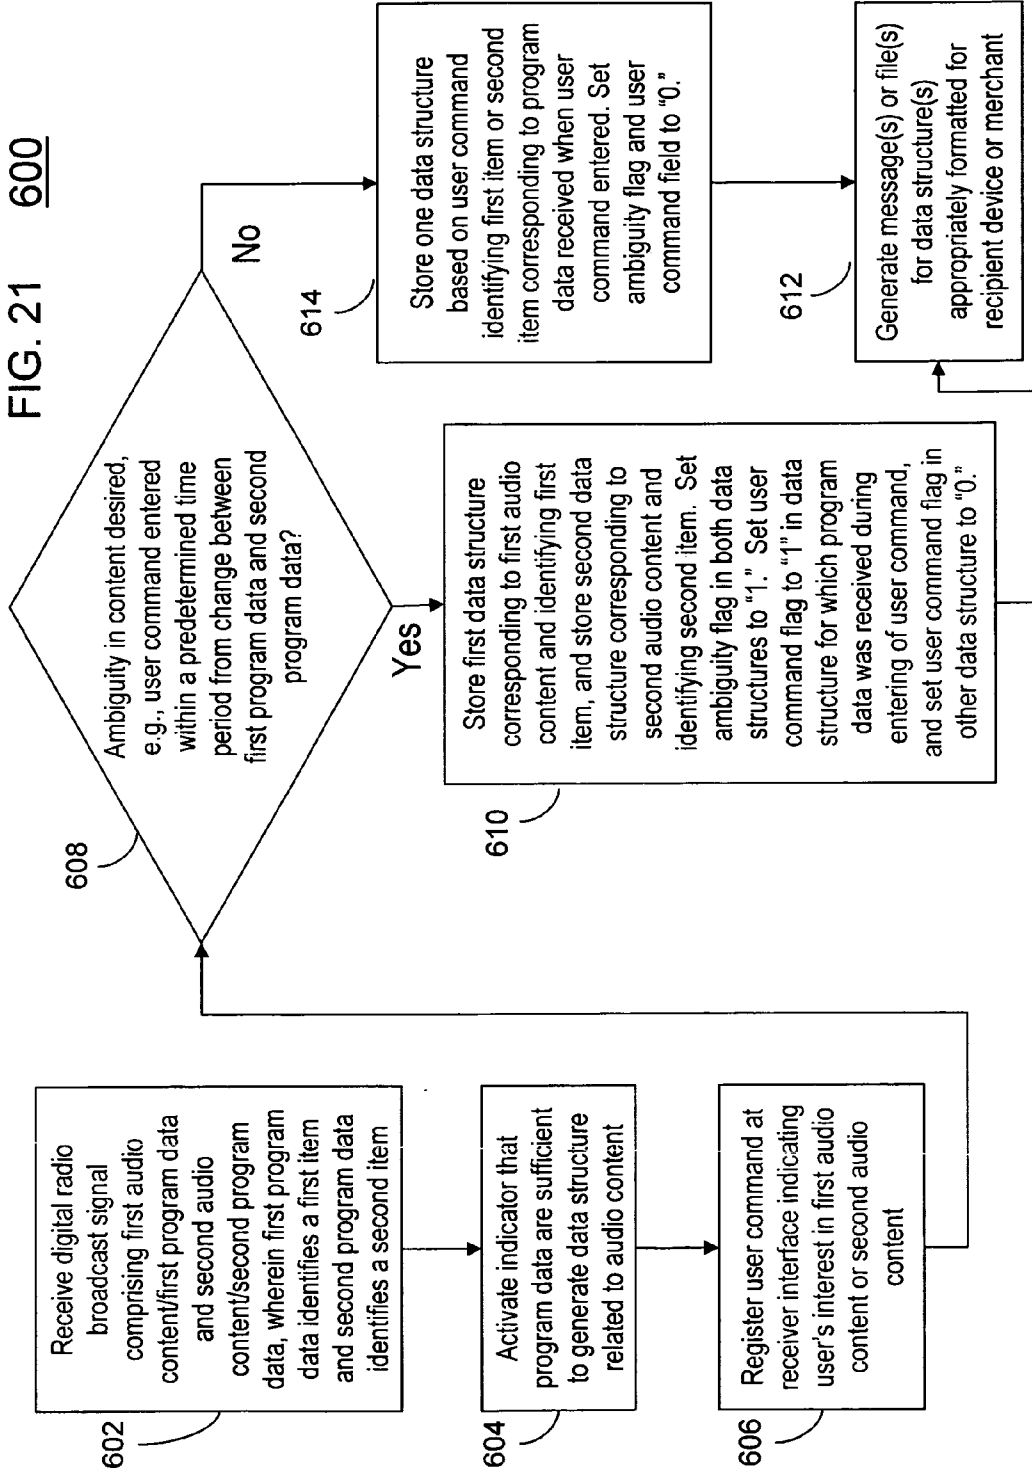 FIG. 21
600
602
Receive digital radio
broadcast signal
comprising first audio
content/first program data
and second audio
content/second program
data, wherein first program
data identifies a first item
and second program data
identifies a second item
604
Activate indicator that
program data are sufficient
to generate data structure
related to audio content
606
Register user command at
receiver interface indicating
user's interest in first audio
content or second audio
content
608
Ambiguity in content desired,
e.g., user command entered
within a predetermined time
period from change between
first program data and second
program data?
Yes
No
610
Store first data structure
corresponding to first audio
content and identifying first
item, and store second data
structure corresponding to
second audio content and
identifying second item. Set
ambiguity flag in both data
structures to "1." Set user
command flag to "1" in data
structure for which program
data was received during
entering of user command,
and set user command flag in
other data structure to "0."
614
Store one data structure
based on user command
identifying first item or second
item corresponding to program
data received when user
command entered. Set
ambiguity flag and user
command field to "0."
612
Generate message(s) or file(s)
for data structure(s)
appropriately formatted for
recipient device or merchant